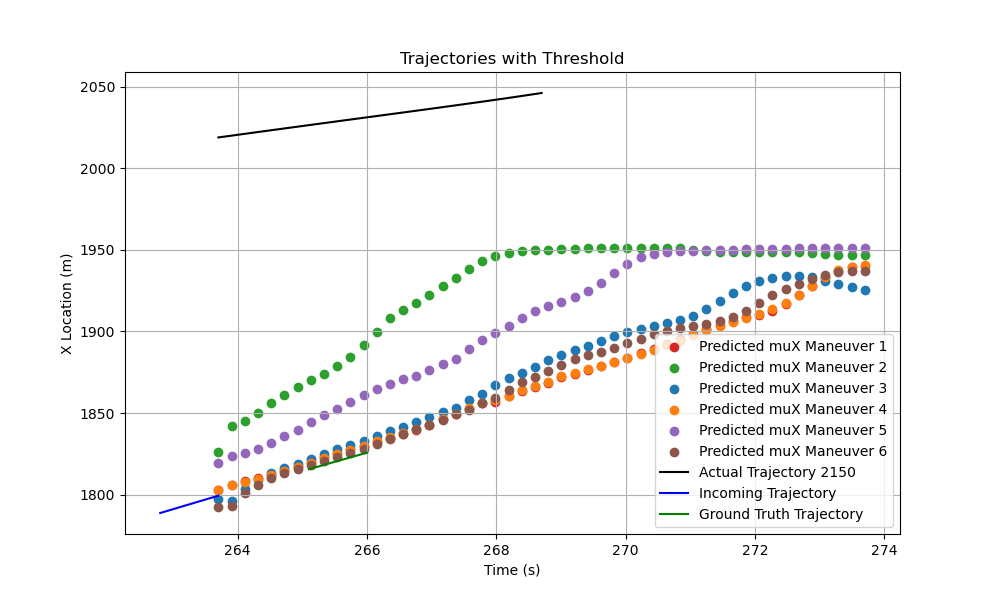 Trajectories with Threshold
X Location (m)
2050
2000
1950
1900
1850
1800
264
266
268
270
272
274
Time (s)
Predicted muX Maneuver 1
Predicted muX Maneuver 2
Predicted muX Maneuver 3
Predicted muX Maneuver 4
Predicted muX Maneuver 5
Predicted muX Maneuver 6
Actual Trajectory 2150
Incoming Trajectory
Ground Truth Trajectory